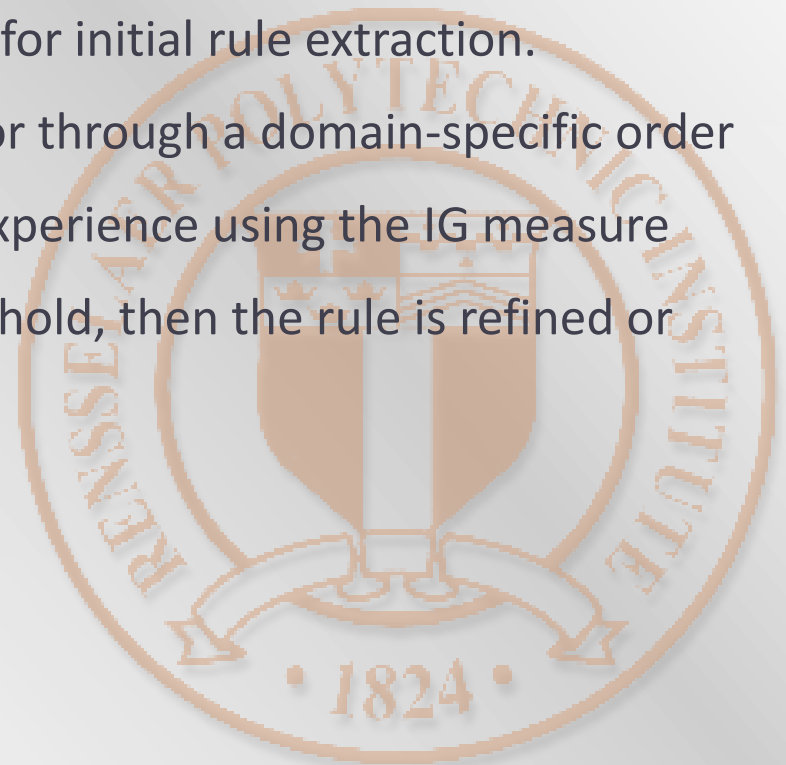 for initial rule extraction.
or through a domain-specific order
xperience using the IG measure
hold, then the rule is refined or
RENSSELAER POLYTECHNIC INSTITUTE
• 1824 •